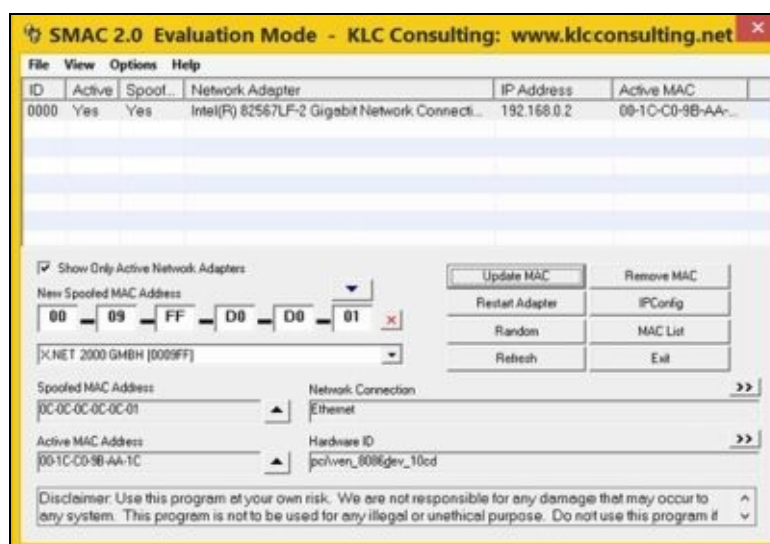 SMAC 2.0 Evaluation Mode - KLC Consulting: www.klcconsulting.net
File View Options Help
ID Active Spoof... Network Adapter IP Address Active MAC
0000 Yes Yes Intel(R) 82567LF-2 Gigabit Network Connecti... 192.168.0.2 00-1C-C0-9B-AA-...
Show Only Active Network Adapters
New Spoofed MAC Address
00 - 09 - FF - D0 - D0 - 01
X.NET 2000 GMBH [0009FF]
Update MAC Remove MAC
Restart Adapter IPConfig
Random MAC List
Refresh Exit
Spoofed MAC Address
0C-0C-0C-0C-0C-01
Network Connection >>
Ethernet
Active MAC Address
00-1C-C0-9B-AA-1C
Hardware ID >>
pci\ven_8086dev_10cd
Disclaimer: Use this program at your own risk. We are not responsible for any damage that may occur to
any system. This program is not to be used for any illegal or unethical purpose. Do not use this program if